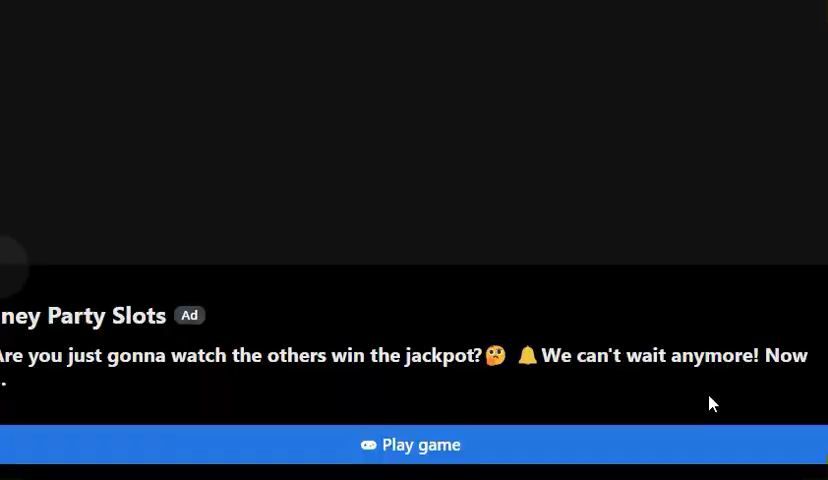 ney Party Slots Ad
Are you just gonna watch the others win the jackpot?🤔 🔔We can't wait anymore! Now
..
Play game